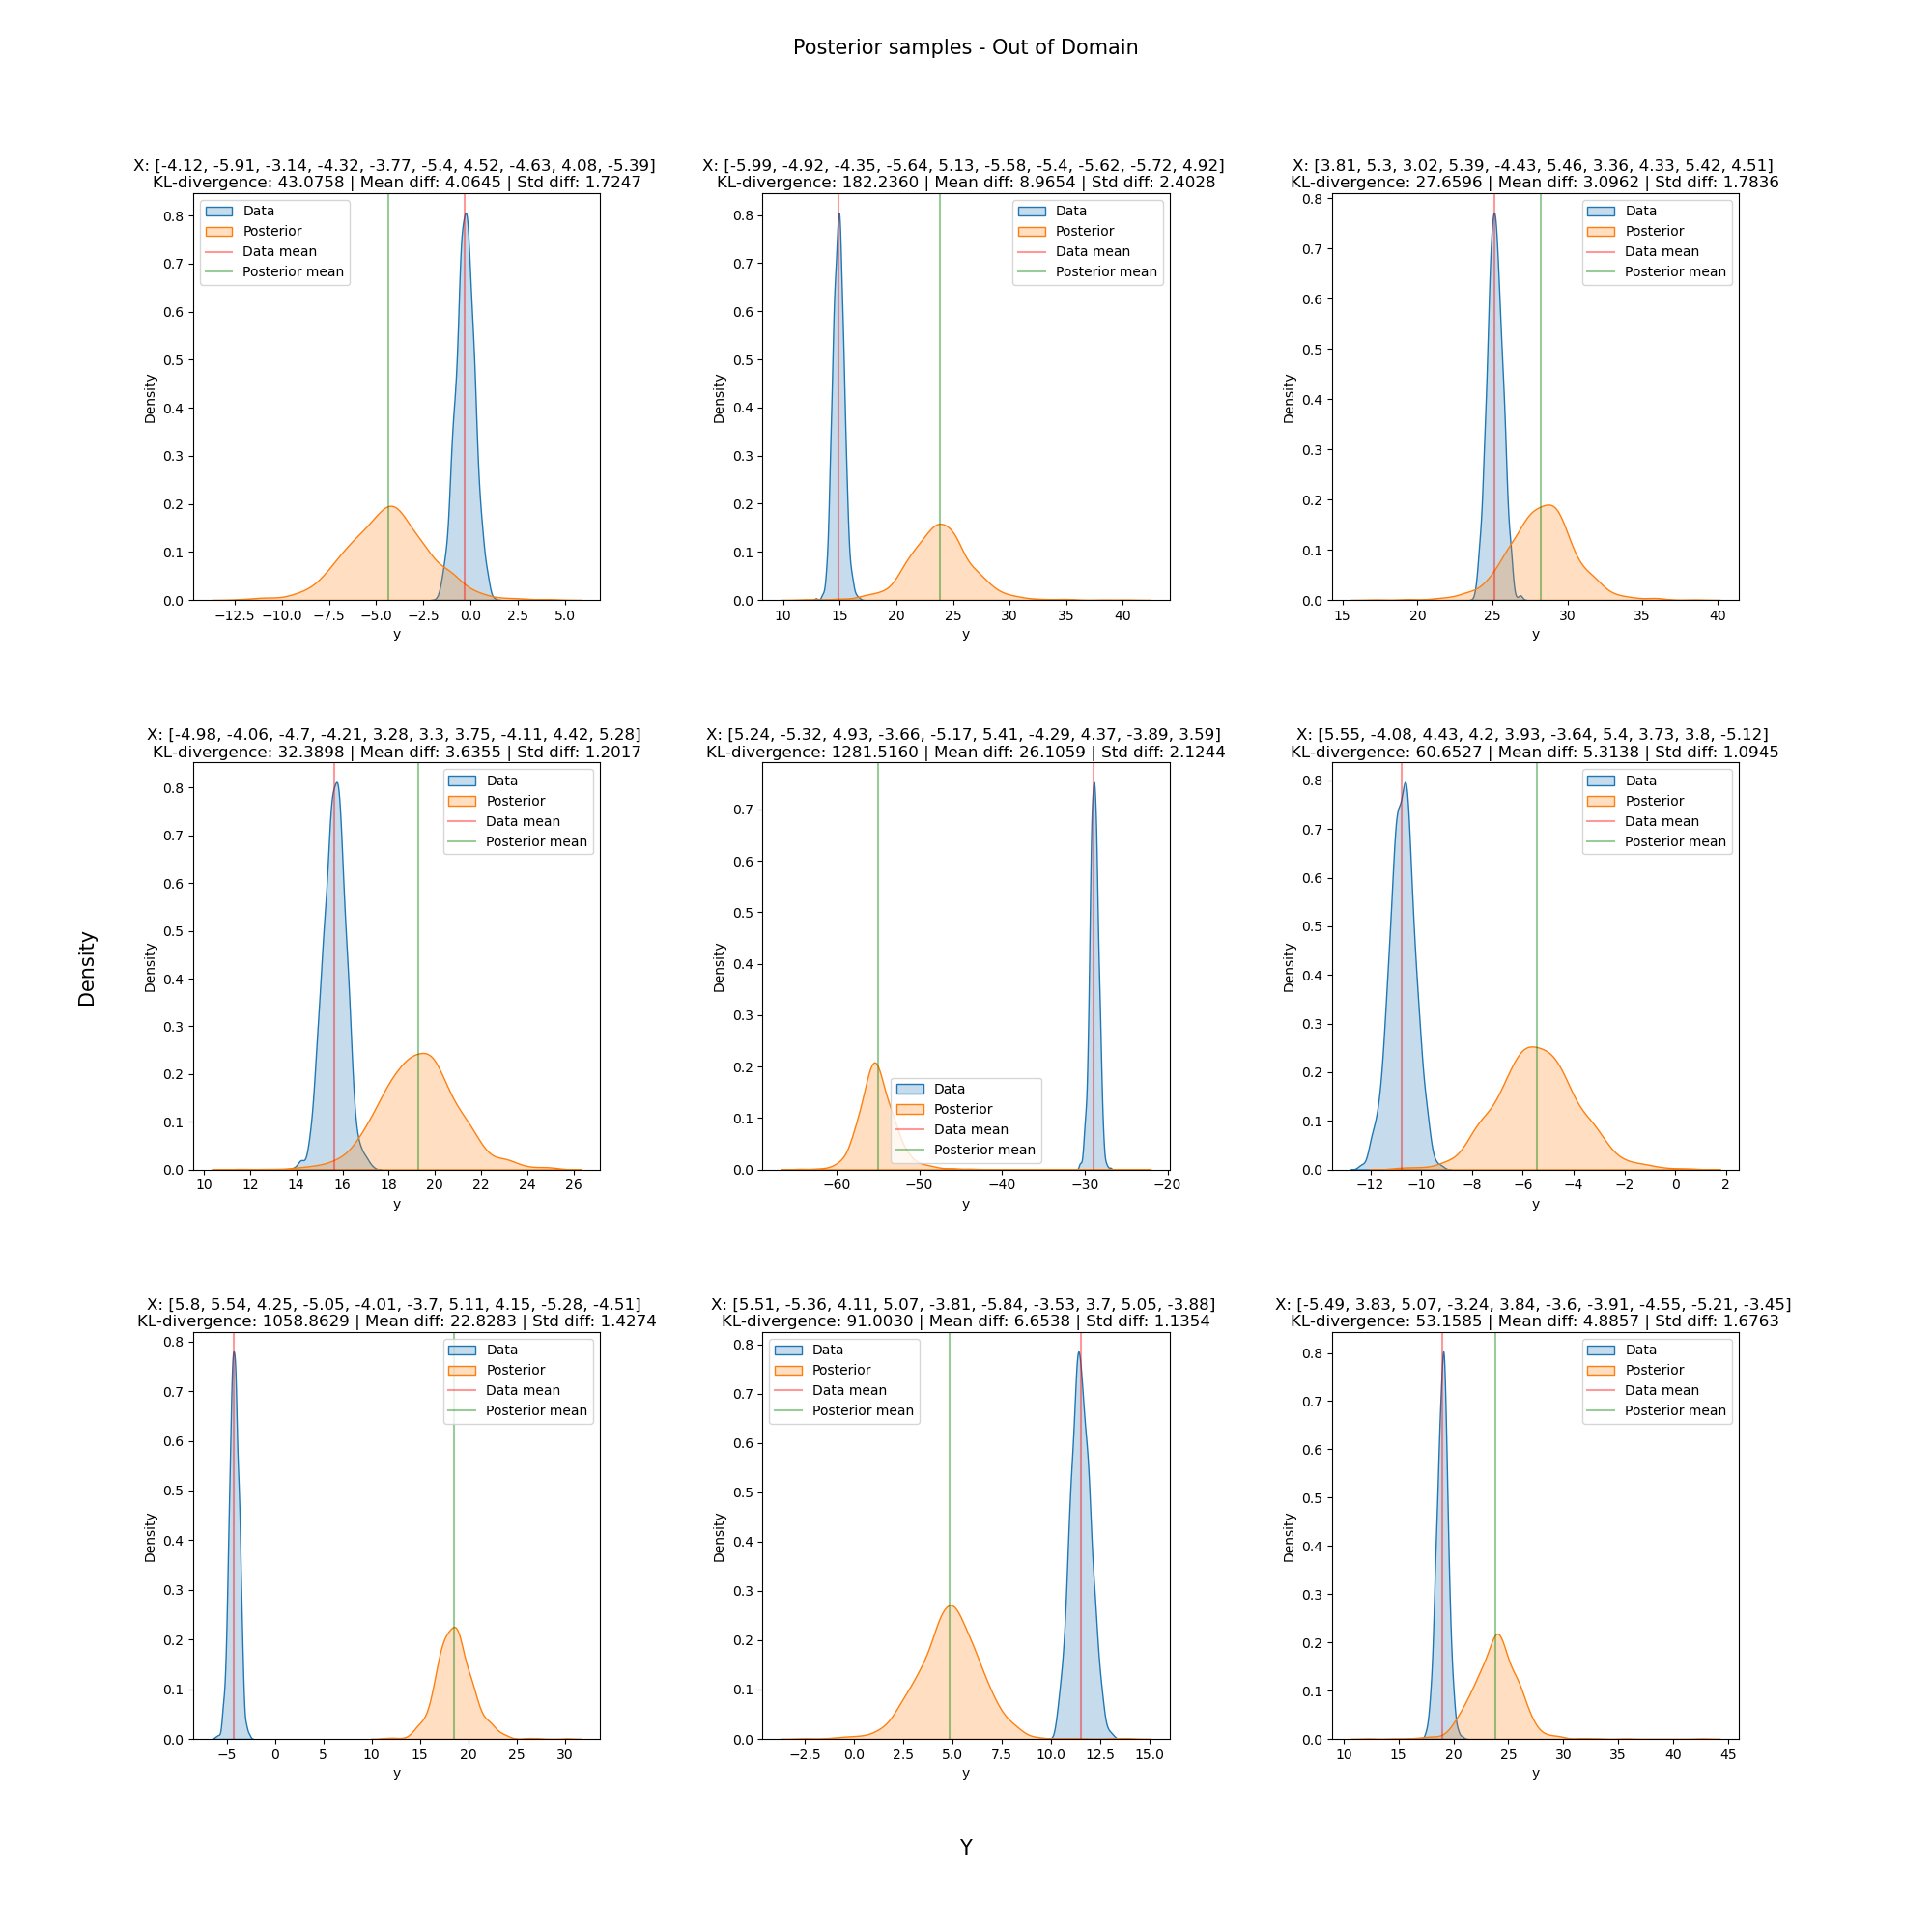 Posterior samples - Out of Domain
X: [-4.12, -5.91, -3.14, -4.32, -3.77, -5.4, 4.52, -4.63, 4.08, -5.39]
KL-divergence: 43.0758 | Mean diff: 4.0645 | Std diff: 1.7247
Data
Posterior
Data mean
Posterior mean
0.8
0.7
0.6
0.5
0.4
0.3
0.2
0.1
0.0
Density
−12.5 −10.0 −7.5 −5.0 −2.5 0.0 2.5 5.0
y
X: [-5.99, -4.92, -4.35, -5.64, 5.13, -5.58, -5.4, -5.62, -5.72, 4.92]
KL-divergence: 182.2360 | Mean diff: 8.9654 | Std diff: 2.4028
Data
Posterior
Data mean
Posterior mean
0.8
0.7
0.6
0.5
0.4
0.3
0.2
0.1
0.0
Density
10 15 20 25 30 35 40
y
X: [3.81, 5.3, 3.02, 5.39, -4.43, 5.46, 3.36, 4.33, 5.42, 4.51]
KL-divergence: 27.6596 | Mean diff: 3.0962 | Std diff: 1.7836
Data
Posterior
Data mean
Posterior mean
0.8
0.7
0.6
0.5
0.4
0.3
0.2
0.1
0.0
Density
15 20 25 30 35 40
y
X: [-4.98, -4.06, -4.7, -4.21, 3.28, 3.3, 3.75, -4.11, 4.42, 5.28]
KL-divergence: 32.3898 | Mean diff: 3.6355 | Std diff: 1.2017
Data
Posterior
Data mean
Posterior mean
0.8
0.7
0.6
0.5
0.4
0.3
0.2
0.1
0.0
Density
10 12 14 16 18 20 22 24 26
y
X: [5.24, -5.32, 4.93, -3.66, -5.17, 5.41, -4.29, 4.37, -3.89, 3.59]
KL-divergence: 1281.5160 | Mean diff: 26.1059 | Std diff: 2.1244
Data
Posterior
Data mean
Posterior mean
0.7
0.6
0.5
0.4
0.3
0.2
0.1
0.0
Density
−60 −50 −40 −30 −20
y
X: [5.55, -4.08, 4.43, 4.2, 3.93, -3.64, 5.4, 3.73, 3.8, -5.12]
KL-divergence: 60.6527 | Mean diff: 5.3138 | Std diff: 1.0945
Data
Posterior
Data mean
Posterior mean
0.8
0.7
0.6
0.5
0.4
0.3
0.2
0.1
0.0
Density
−12 −10 −8 −6 −4 −2 0 2
y
Density
X: [5.8, 5.54, 4.25, -5.05, -4.01, -3.7, 5.11, 4.15, -5.28, -4.51]
KL-divergence: 1058.8629 | Mean diff: 22.8283 | Std diff: 1.4274
Data
Posterior
Data mean
Posterior mean
0.8
0.7
0.6
0.5
0.4
0.3
0.2
0.1
0.0
Density
−5 0 5 10 15 20 25 30
y
X: [5.51, -5.36, 4.11, 5.07, -3.81, -5.84, -3.53, 3.7, 5.05, -3.88]
KL-divergence: 91.0030 | Mean diff: 6.6538 | Std diff: 1.1354
Data
Posterior
Data mean
Posterior mean
0.8
0.7
0.6
0.5
0.4
0.3
0.2
0.1
0.0
Density
−2.5 0.0 2.5 5.0 7.5 10.0 12.5 15.0
y
X: [-5.49, 3.83, 5.07, -3.24, 3.84, -3.6, -3.91, -4.55, -5.21, -3.45]
KL-divergence: 53.1585 | Mean diff: 4.8857 | Std diff: 1.6763
Data
Posterior
Data mean
Posterior mean
0.8
0.7
0.6
0.5
0.4
0.3
0.2
0.1
0.0
Density
10 15 20 25 30 35 40 45
y
Y